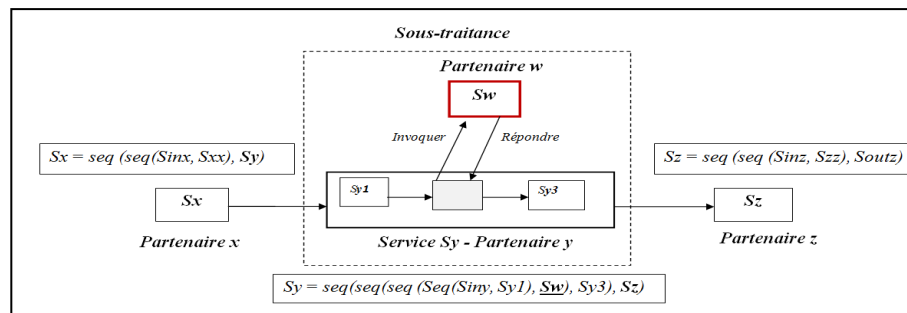 Sous-traitance
Partenaire w
Sw
Invoquer
Répondre
Sx = seq (seq(Sinx, Sxx), Sy)
Sz = seq (seq (Sinz, Szz), Soutz)
Sy1
Sy3
Sx
Sz
Partenaire x
Service Sy - Partenaire y
Partenaire z
Sy = seq(seq(seq (Seq(Siny, Sy1), Sw), Sy3), Sz)